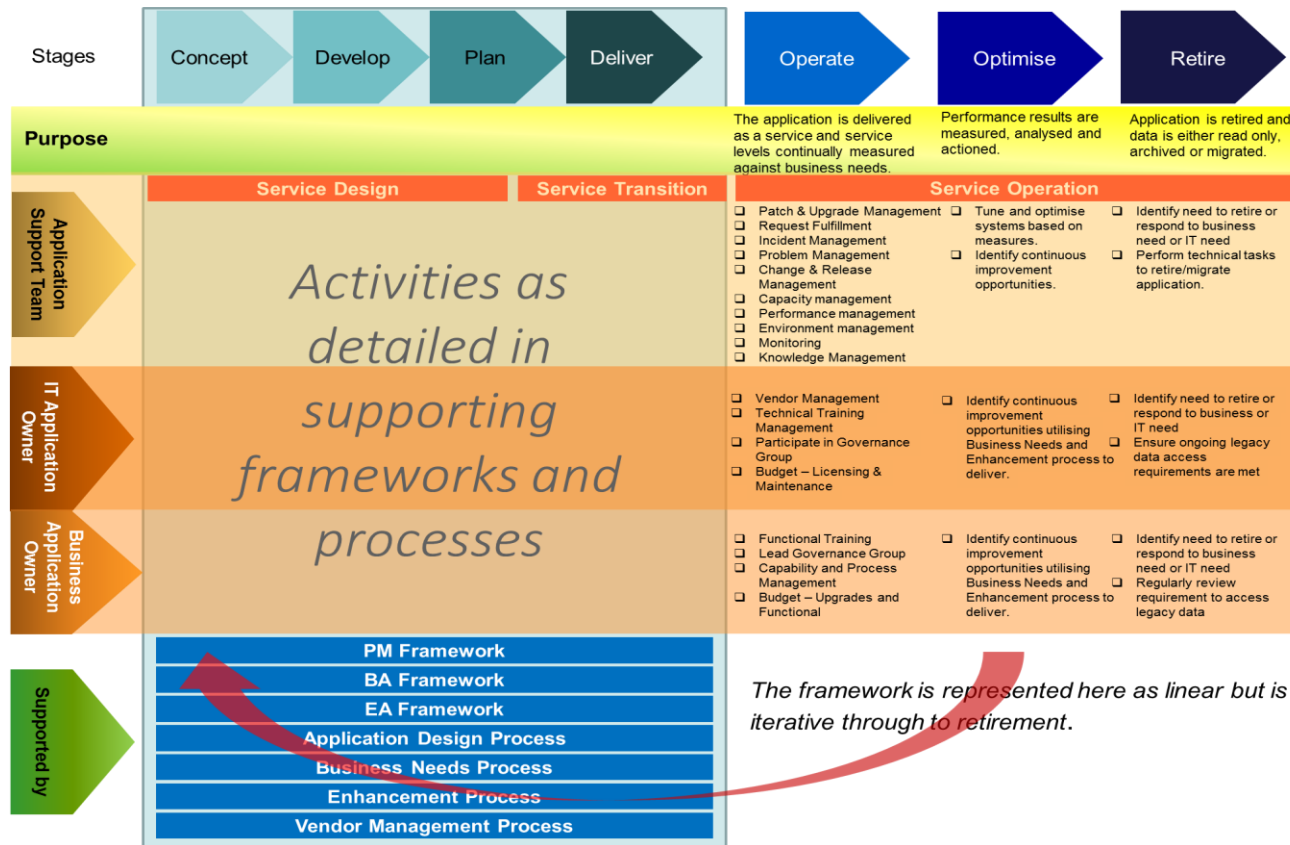 Stages
Concept
Develop
Plan
Deliver
Operate
Optimise
Retire
Purpose
The application is delivered
as a service and service
levels continually measured
against business needs.
Performance results are
measured, analysed and
actioned.
Application is retired and
data is either read only,
archived or migrated.
Service Design
Service Transition
Service Operation
Application
Support Team
Activities as
detailed in
supporting
frameworks and
processes
Patch & Upgrade Management
Request Fulfillment
Incident Management
Problem Management
Change & Release
Management
Capacity management
Performance management
Environment management
Monitoring
Knowledge Management
Tune and optimise
systems based on
measures.
Identify continuous
improvement
opportunities.
Identify need to retire or
respond to business
need or IT need
Perform technical tasks
to retire/migrate
application.
IT Application
Owner
Vendor Management
Technical Training
Management
Participate in Governance
Group
Budget – Licensing &
Maintenance
Identify continuous
improvement
opportunities utilising
Business Needs and
Enhancement process to
deliver.
Identify need to retire or
respond to business or
IT need
Ensure ongoing legacy
data access
requirements are met
Business
Application
Owner
Functional Training
Lead Governance Group
Capability and Process
Management
Budget – Upgrades and
Functional
Identify continuous
improvement
opportunities utilising
Business Needs and
Enhancement process to
deliver.
Identify need to retire or
respond to business
need or IT need
Regularly review
requirement to access
legacy data
Supported by
PM Framework
BA Framework
EA Framework
Application Design Process
Business Needs Process
Enhancement Process
Vendor Management Process
The framework is represented here as linear but is
iterative through to retirement.